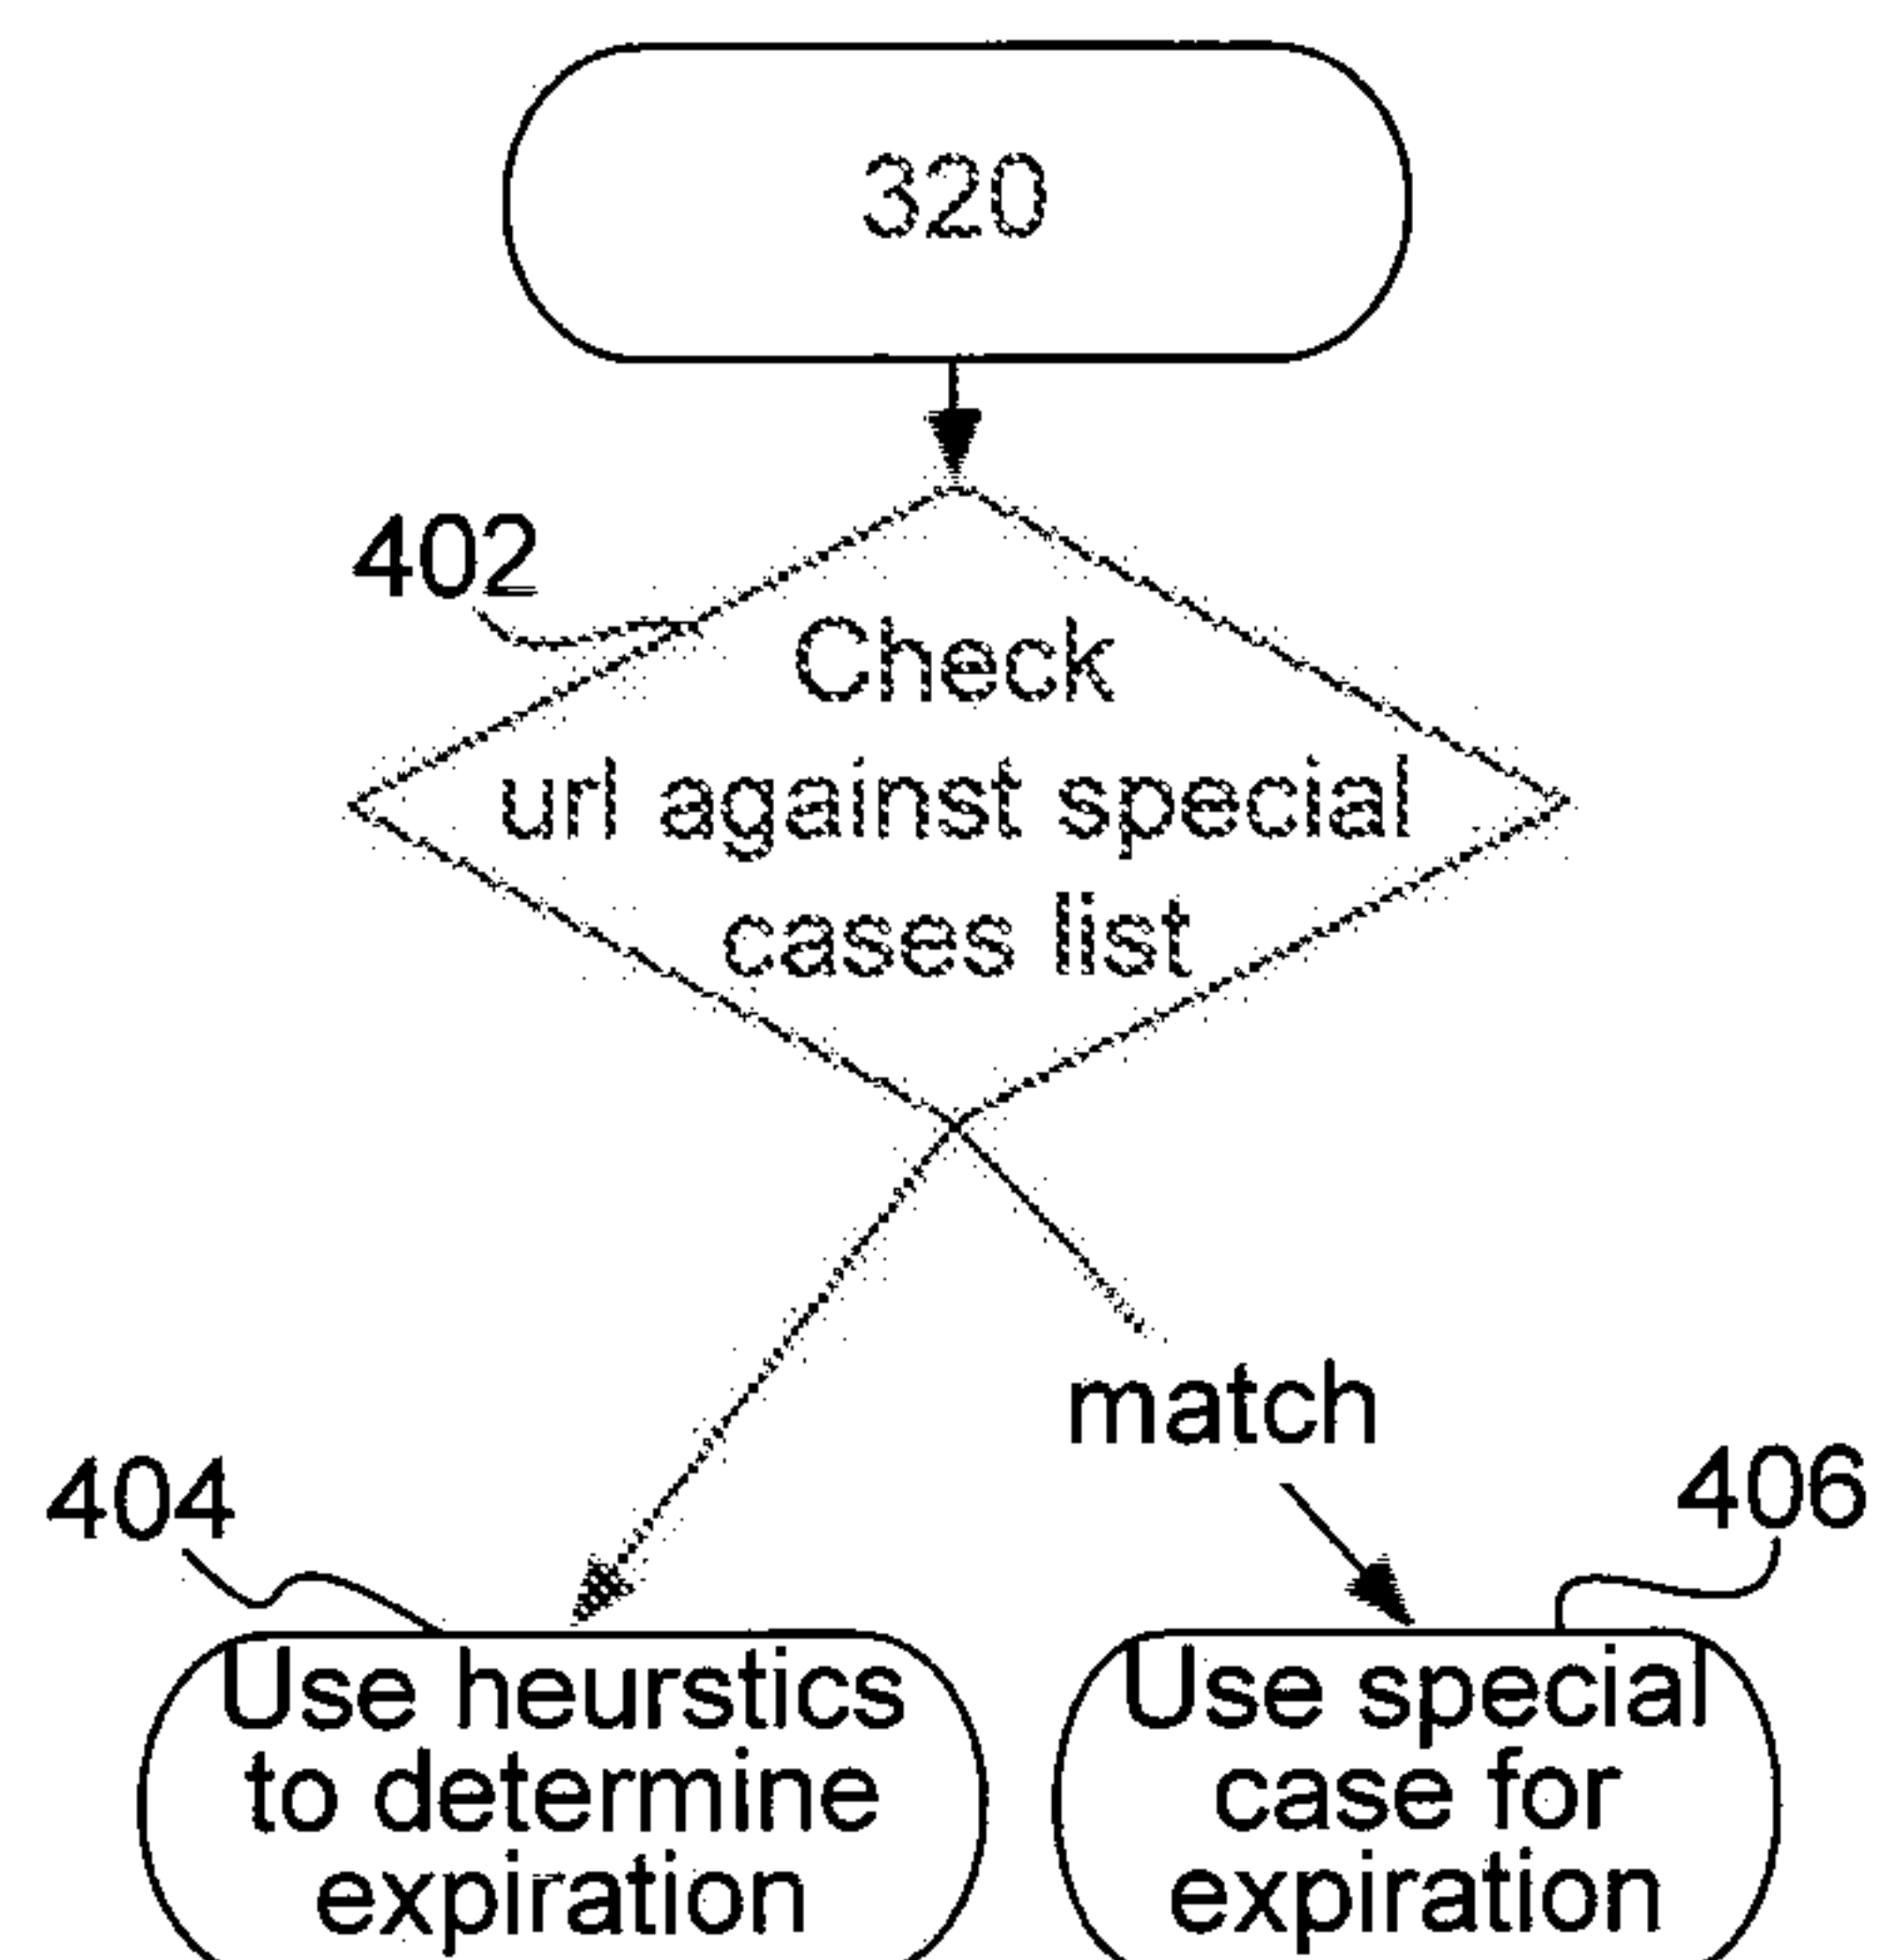 320
402
Check
url against special
cases list
match
404
406
Use heurstics
to determine
expiration
Use special
case for
expiration